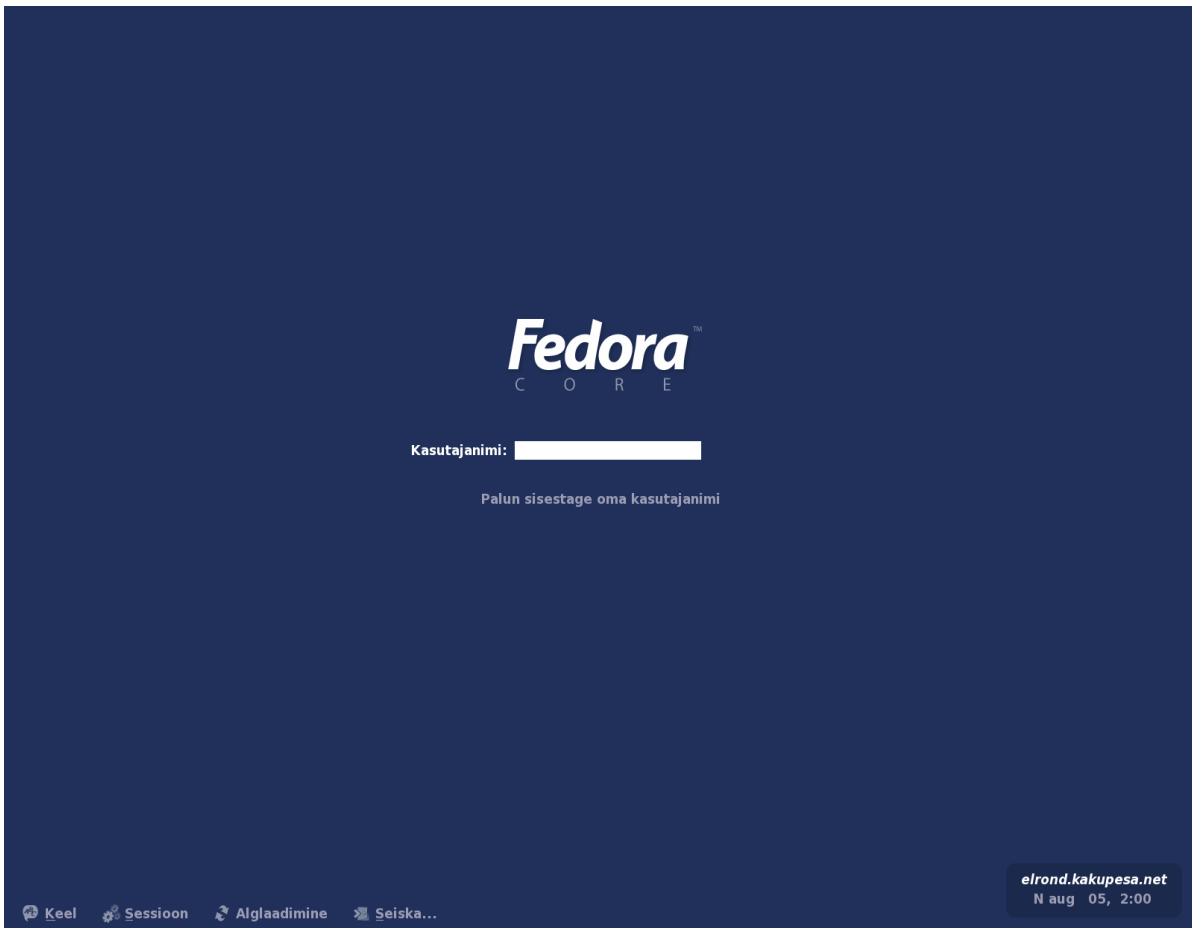 Fedora™
CORE
Kasutajanimi:
Palun sisestage oma kasutajanimi
Keel Sessioon Alglaadimine Seiska...
elrond.kakupesa.net
N aug 05, 2:00